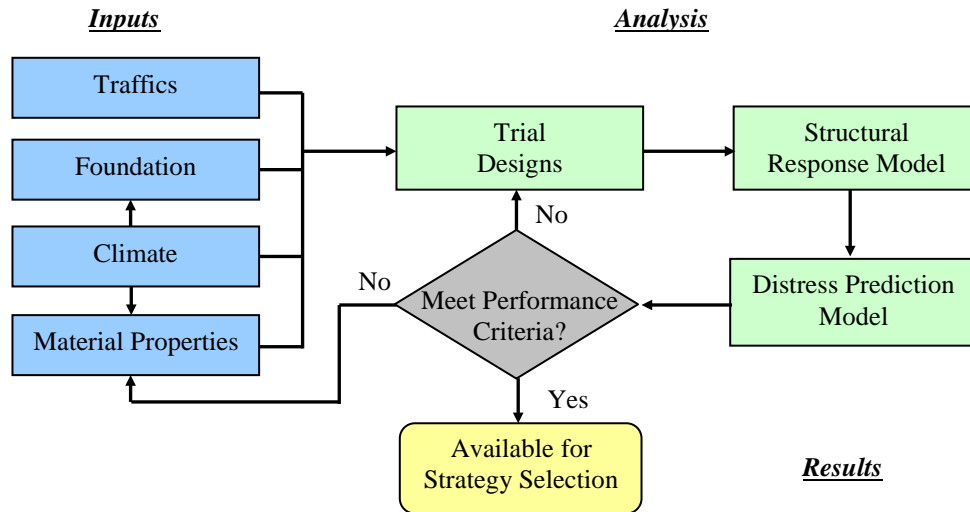 Inputs
Analysis
Traffics
Foundation
Climate
Material Properties
Trial
Designs
Structural
Response Model
No
No
Meet Performance
Criteria?
Distress Prediction
Model
Yes
Available for
Strategy Selection
Results